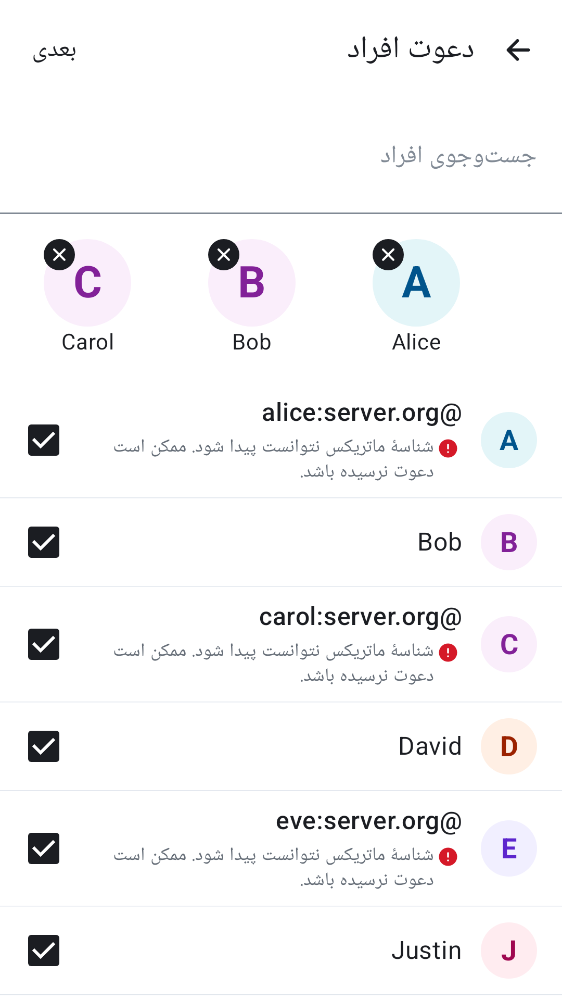 دعوت افراد
بعدی
جست‌وجوی افراد
A
B
C
Alice
Bob
Carol
alice:server.org@
A
شناسهٔ ماتریکس نتوانست پیدا شود. ممکن است
دعوت نرسیده باشد.
B
Bob
carol:server.org@
C
شناسهٔ ماتریکس نتوانست پیدا شود. ممکن است
دعوت نرسیده باشد.
D
David
eve:server.org@
E
شناسهٔ ماتریکس نتوانست پیدا شود. ممکن است
دعوت نرسیده باشد.
J
Justin